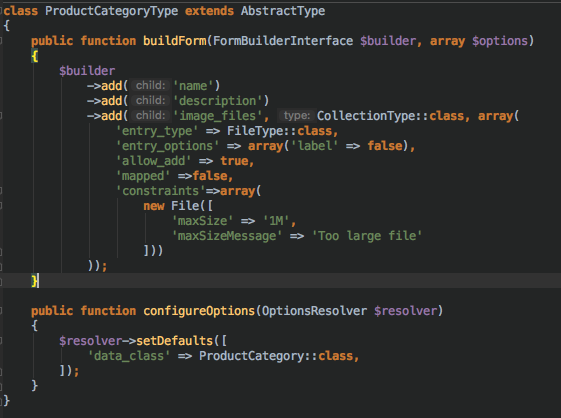 class ProductCategoryType extends AbstractType
{
    public function buildForm(FormBuilderInterface $builder, array $options)
    {
        $builder
            ->add( child: 'name')
            ->add( child: 'description')
            ->add( child: 'image_files', type: CollectionType::class, array(
                'entry_type' => FileType::class,
                'entry_options' => array('label' => false),
                'allow_add' => true,
                'mapped' =>false,
                'constraints'=>array(
                    new File([
                        'maxSize' => '1M',
                        'maxSizeMessage' => 'Too large file'
                    ]))
            ));
    }
    public function configureOptions(OptionsResolver $resolver)
    {
        $resolver->setDefaults([
            'data_class' => ProductCategory::class,
        ]);
    }
}